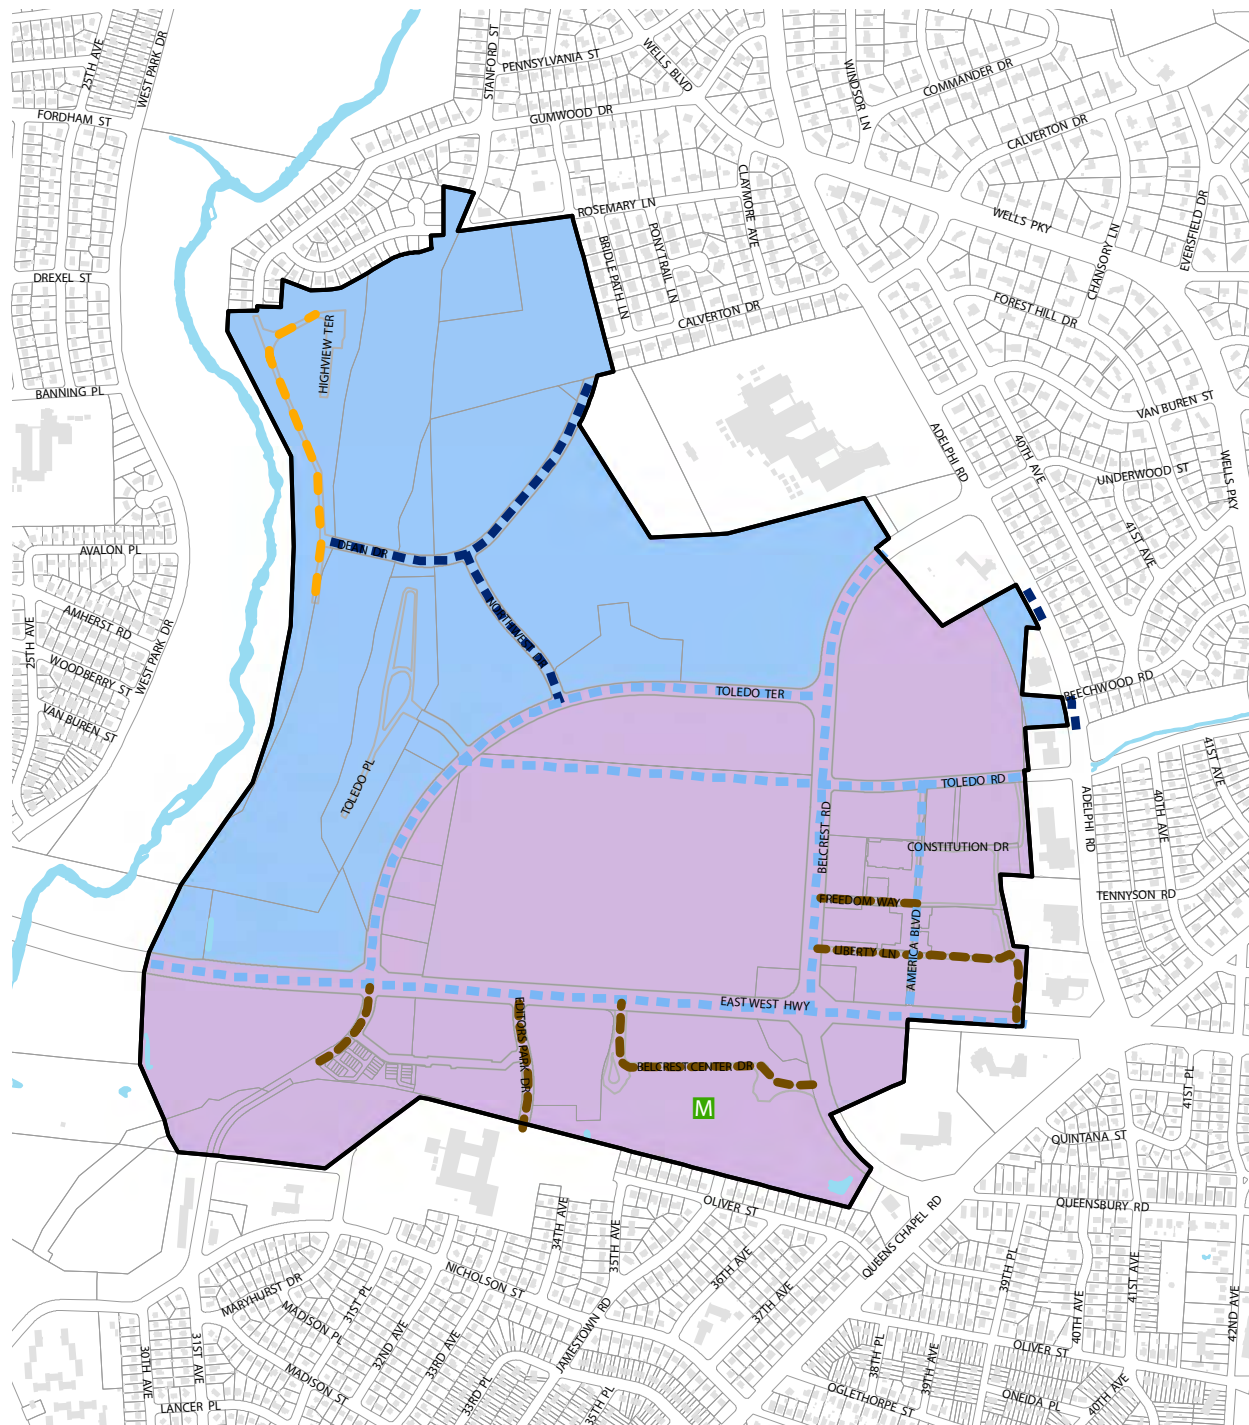 STANFORD ST
25TH AVE
WEST PARK DR
PENNSYLVANIA ST
WELLS BLVD
WINDSOR LN
COMMANDER DR
FORDHAM ST
GUMWOOD DR
CALVERTON DR
CLAYMORE AVE
ROSEMARY LN
WELLS PKY
EVERSFIELD DR
PONY TRAIL LN
BRIDLE PATH LN
CHANSORY LN
DREXEL ST
FOREST HILL DR
CALVERTON DR
HIGHVIEW TER
BANNING PL
VAN BUREN ST
ADELPHI RD
40TH AVE
UNDERWOOD ST
WELLS PKY
41ST AVE
AVALON PL
DEAN DR
AMHERST RD
NORTHWEST DR
25TH AVE
WOODBERRY ST
WEST PARK DR
BEECHWOOD RD
TOLEDO TER
VAN BUREN ST
41ST AVE
TOLEDO PL
TOLEDO RD
BELCREST RD
ADELPHI RD
40TH AVE
CONSTITUTION DR
TENNYSON RD
FREEDOM WAY
AMERICA BLVD
LIBERTY LN
EAST WEST HWY
EDITORS PARK DR
BELCREST CENTER DR
41ST PL
M
QUINTANA ST
OLIVER ST
QUEENSBURY RD
34TH AVE
35TH AVE
QUEENS CHAPEL RD
NICHOLSON ST
36TH AVE
39TH PL
41ST AVE
42ND AVE
MARYHURST DR
31ST PL
37TH AVE
MADISON PL
40TH AVE
JAMESTOWN RD
32ND AVE
33RD AVE
OLIVER ST
31ST AVE
30TH AVE
38TH PL
39TH AVE
MADISON ST
33RD PL
35TH PL
OGLETHORPE ST
ONEIDA PL
40TH AVE
LANCER PL